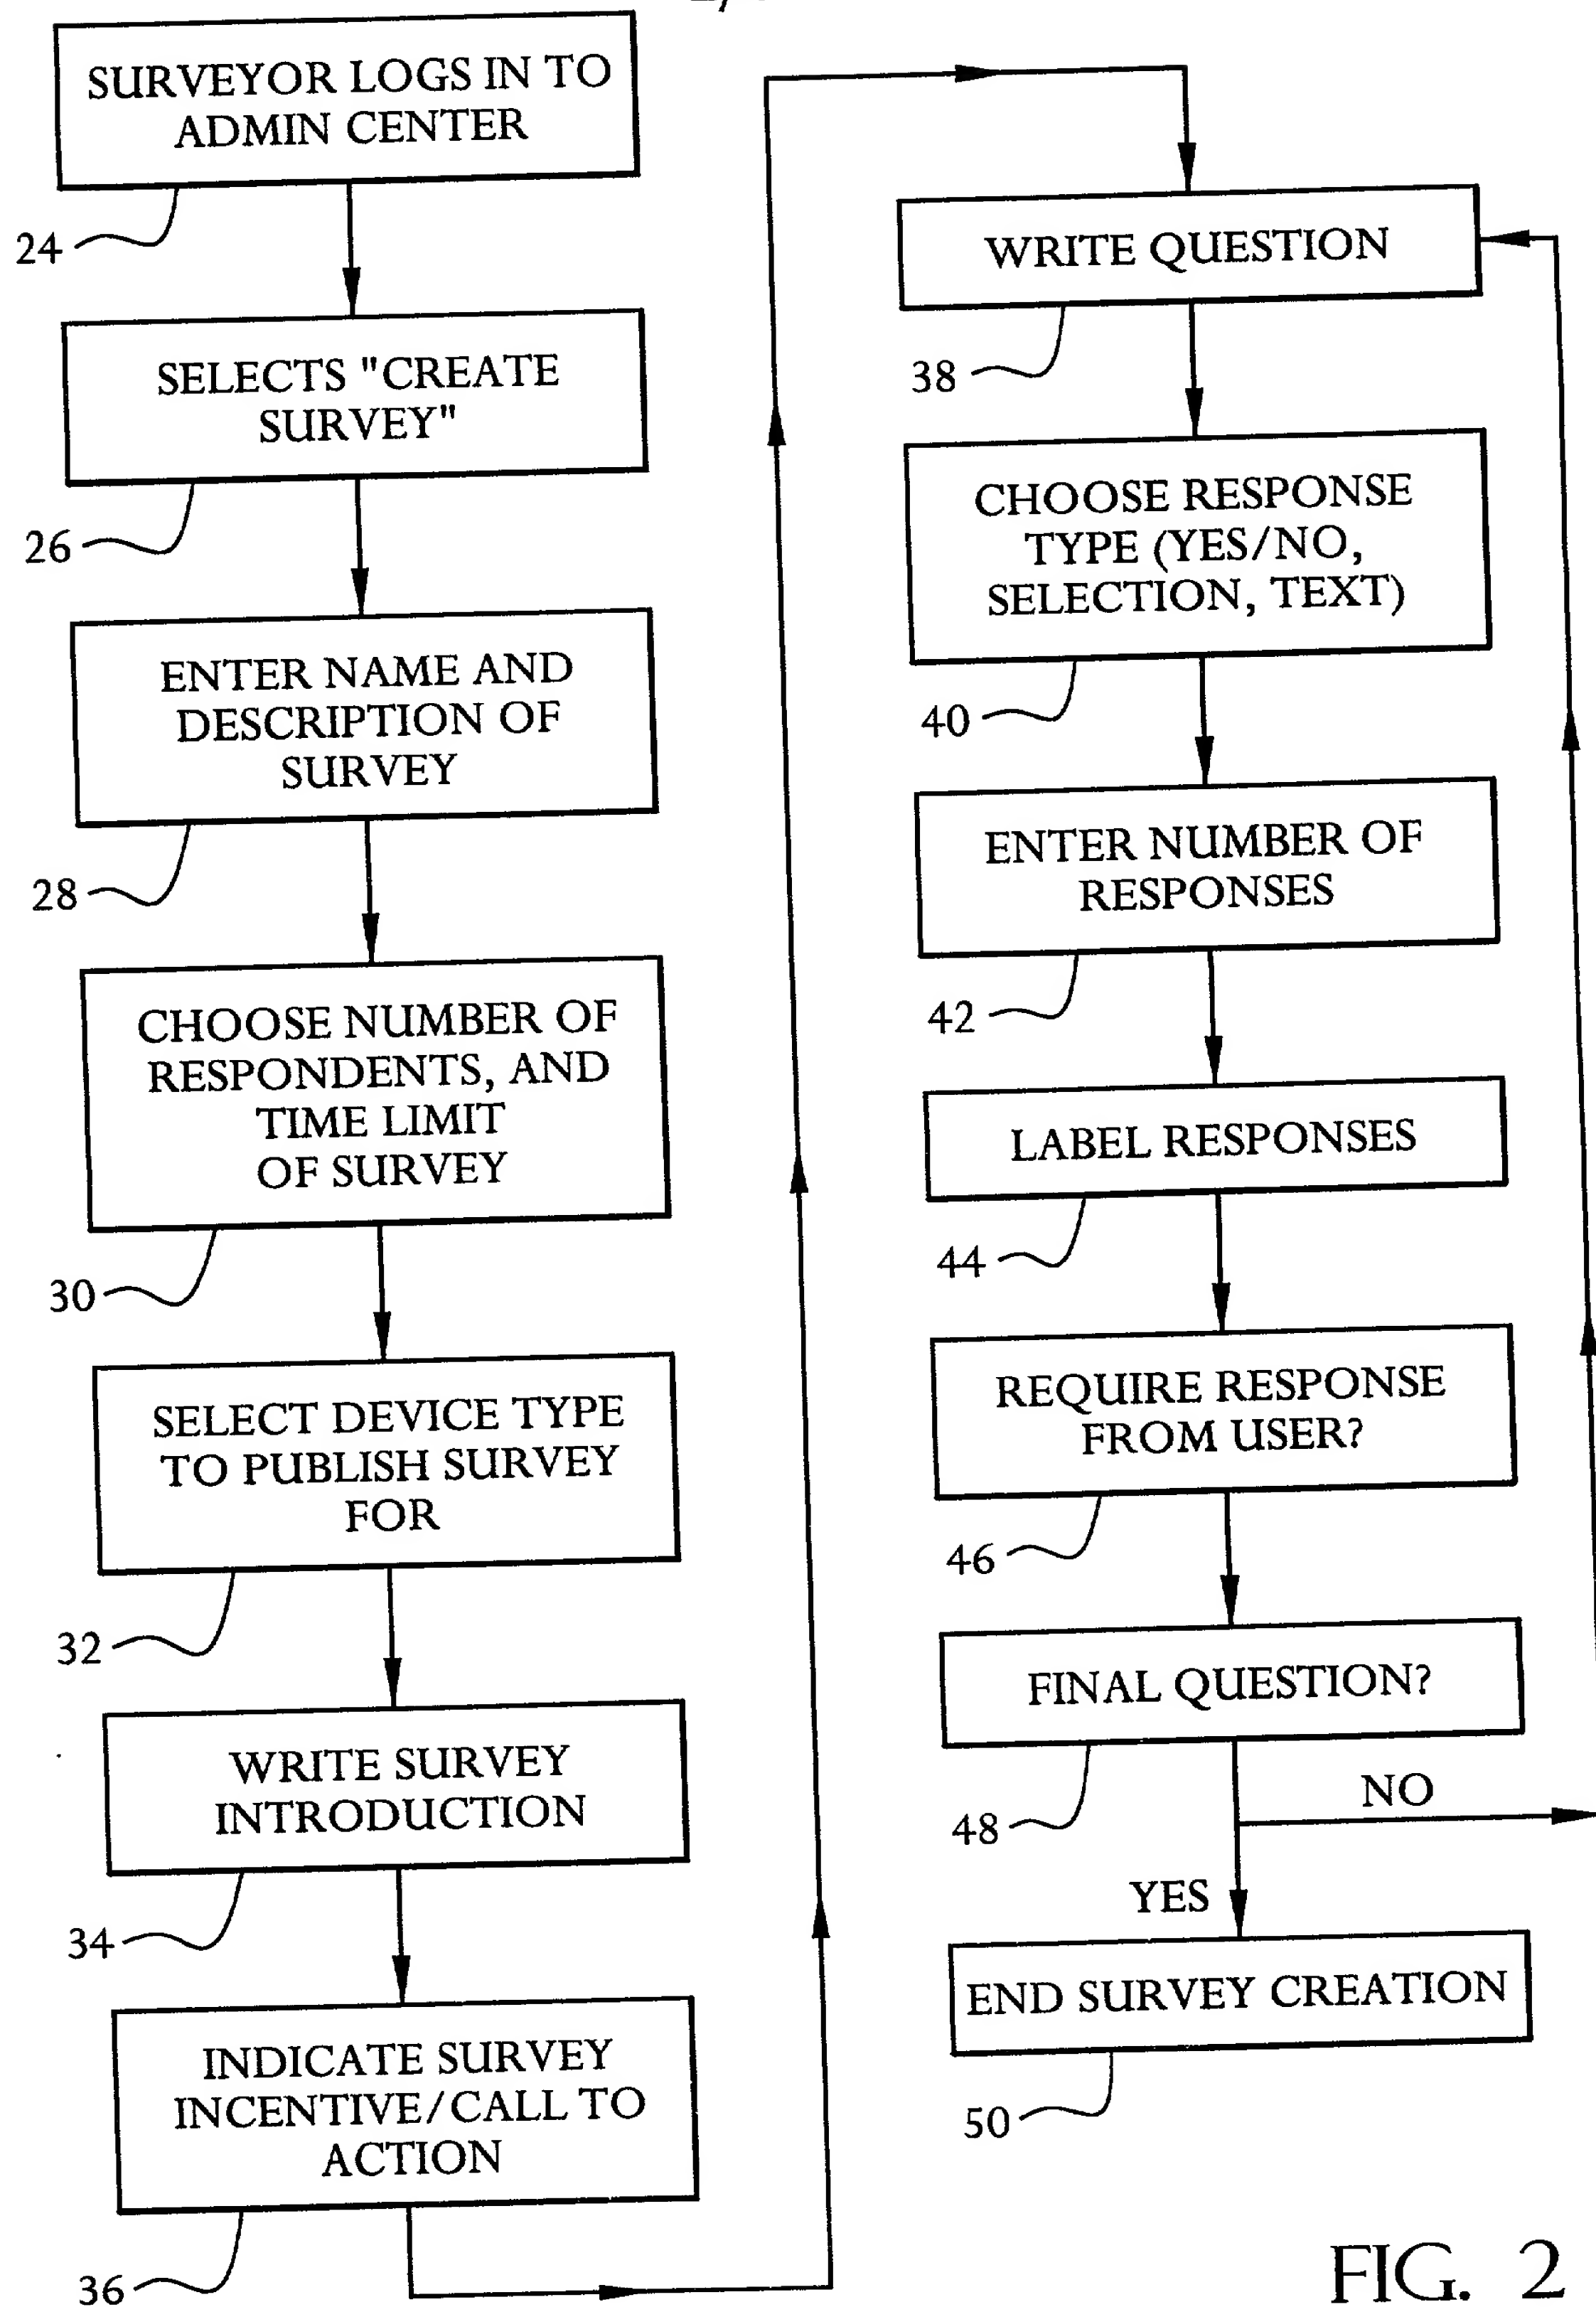 SURVEYOR LOGS IN TO
ADMIN CENTER
24
SELECTS "CREATE
SURVEY"
26
ENTER NAME AND
DESCRIPTION OF
SURVEY
28
CHOOSE NUMBER OF
RESPONDENTS, AND
TIME LIMIT
OF SURVEY
30
SELECT DEVICE TYPE
TO PUBLISH SURVEY
FOR
32
WRITE SURVEY
INTRODUCTION
34
INDICATE SURVEY
INCENTIVE/CALL TO
ACTION
36
WRITE QUESTION
38
CHOOSE RESPONSE
TYPE (YES/NO,
SELECTION, TEXT)
40
ENTER NUMBER OF
RESPONSES
42
LABEL RESPONSES
44
REQUIRE RESPONSE
FROM USER?
46
FINAL QUESTION?
48
NO
YES
END SURVEY CREATION
50
FIG. 2